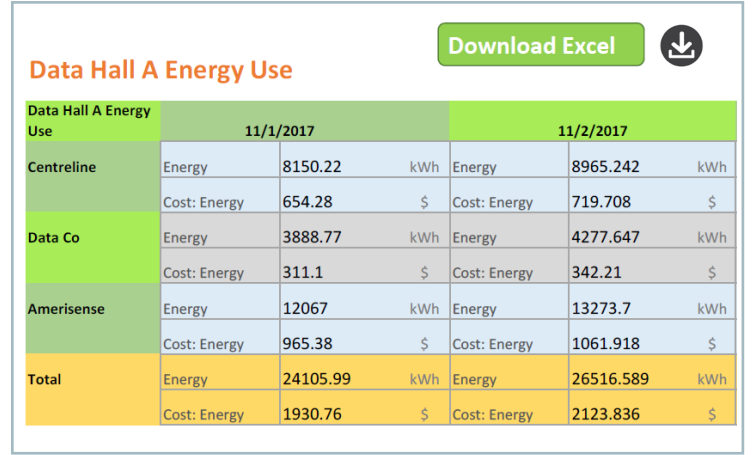 Download Excel
Data Hall A Energy Use
Data Hall A Energy
Use 11/1/2017 11/2/2017
Centreline Energy 8150.22 kWh Energy 8965.242 kWh
Cost: Energy 654.28 $ Cost: Energy 719.708 $
Data Co Energy 3888.77 kWh Energy 4277.647 kWh
Cost: Energy 311.1 $ Cost: Energy 342.21 $
Amerisense Energy 12067 kWh Energy 13273.7 kWh
Cost: Energy 965.38 $ Cost: Energy 1061.918 $
Total Energy 24105.99 kWh Energy 26516.589 kWh
Cost: Energy 1930.76 $ Cost: Energy 2123.836 $